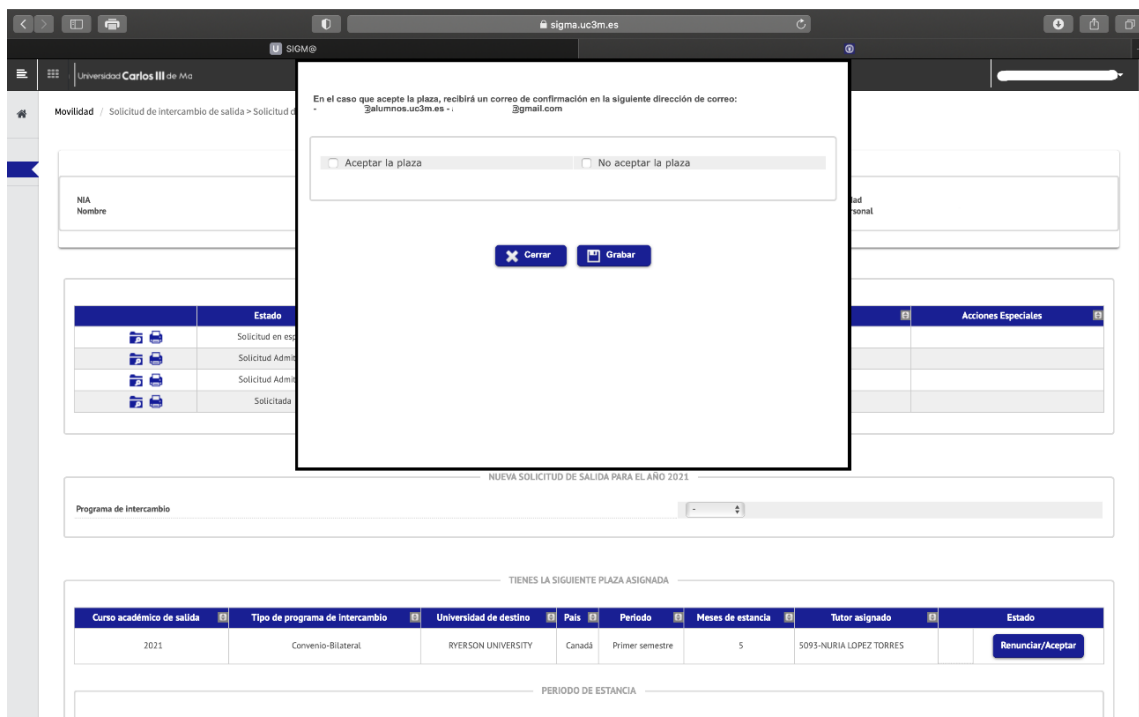 sigma.uc3m.es
U SIGM@
Universidad Carlos III de Ma
Movilidad / Solicitud de intercambio de salida > Solicitud d
En el caso que acepte la plaza, recibirá un correo de confirmación en la siguiente dirección de correo:
- @alumnos.uc3m.es - @gmail.com
Aceptar la plaza No aceptar la plaza
Cerrar Grabar
NIA
Nombre
Estado Acciones Especiales
Solicitud en esp
Solicitud Admit
Solicitud Admit
Solicitada
NUEVA SOLICITUD DE SALIDA PARA EL AÑO 2021
Programa de intercambio -
TIENES LA SIGUIENTE PLAZA ASIGNADA
Curso académico de salida Tipo de programa de intercambio Universidad de destino País Periodo Meses de estancia Tutor asignado Estado
2021 Convenio-Bilateral RYERSON UNIVERSITY Canadá Primer semestre 5 5093-NURIA LOPEZ TORRES Renunciar/Aceptar
PERIODO DE ESTANCIA